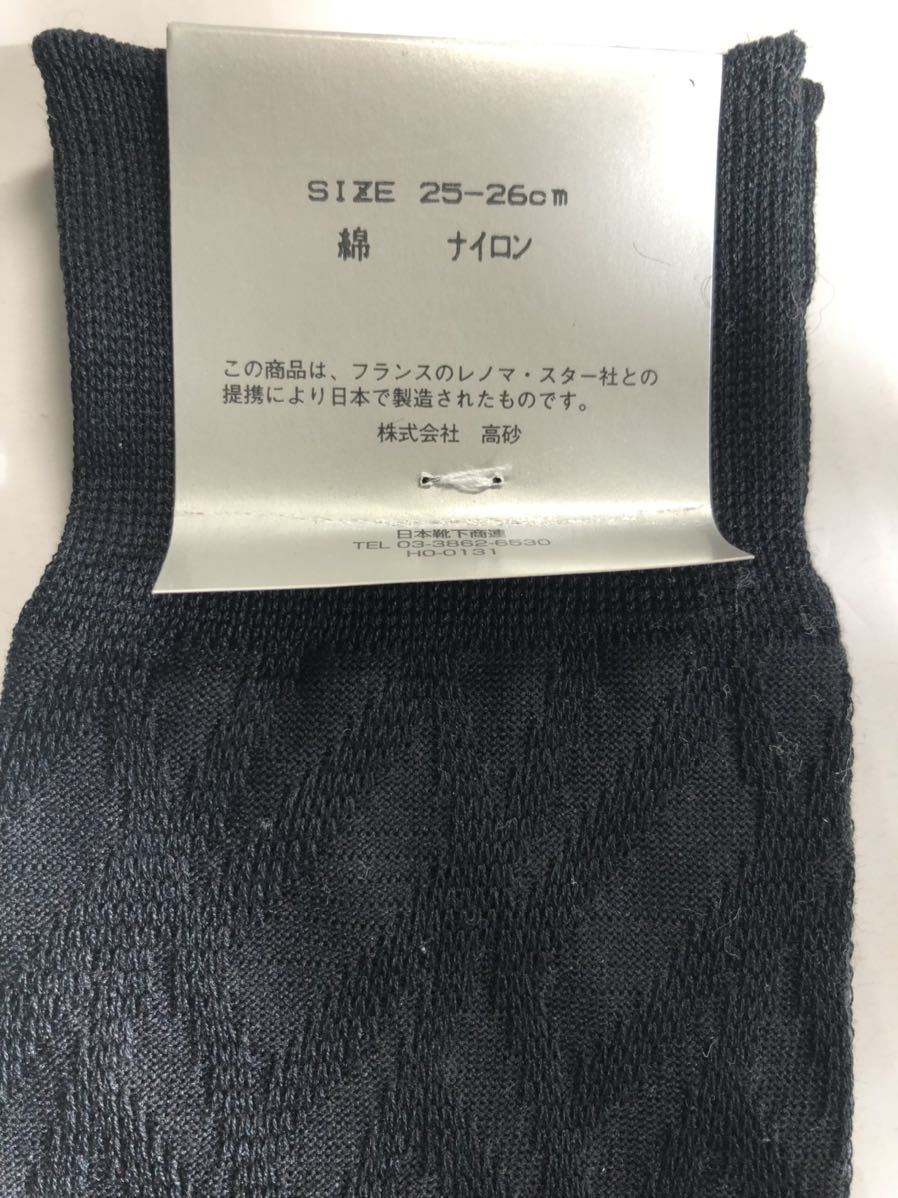 SIZE 25-26cm
綿 ナイロン
この商品は、フランスのレノマ・スター社との
提携により日本で製造されたものです。
株式会社 高砂
日本靴下商連
TEL 03-3862-6530
HO-0131